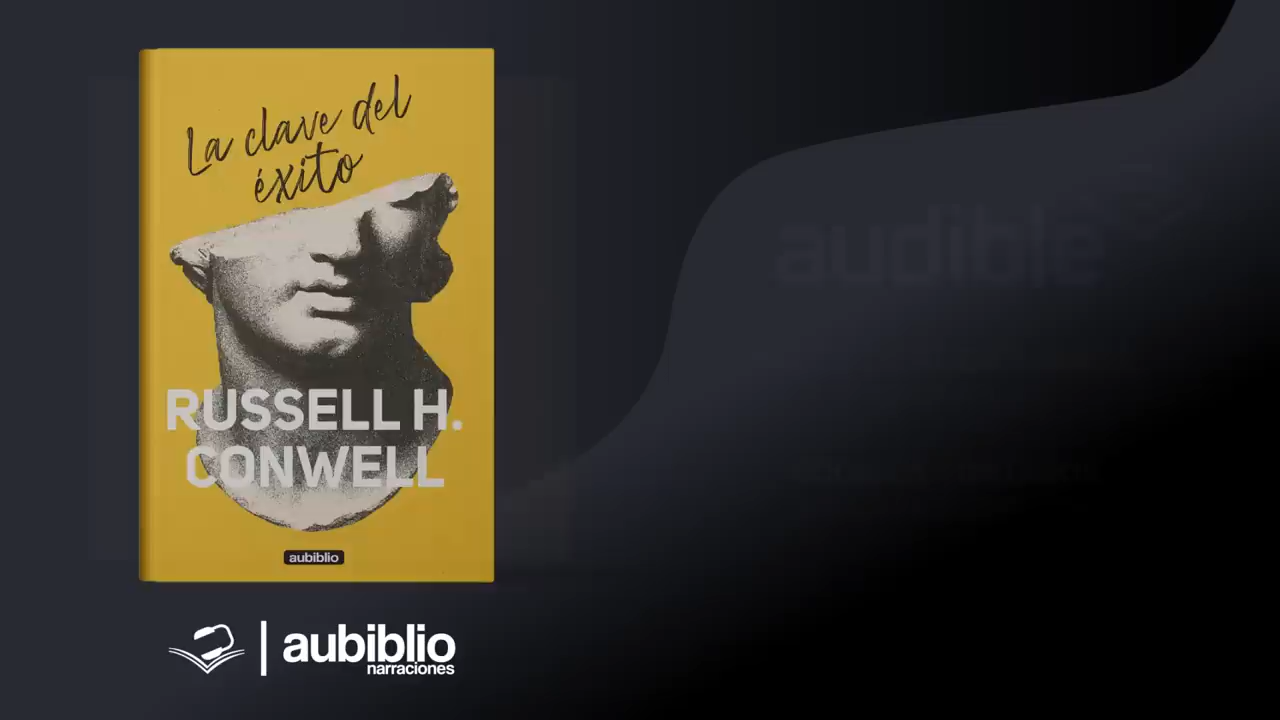 La clave del
éxito
RUSSELL H.
CONWELL
aubiblio
aubiblio
narraciones
audible